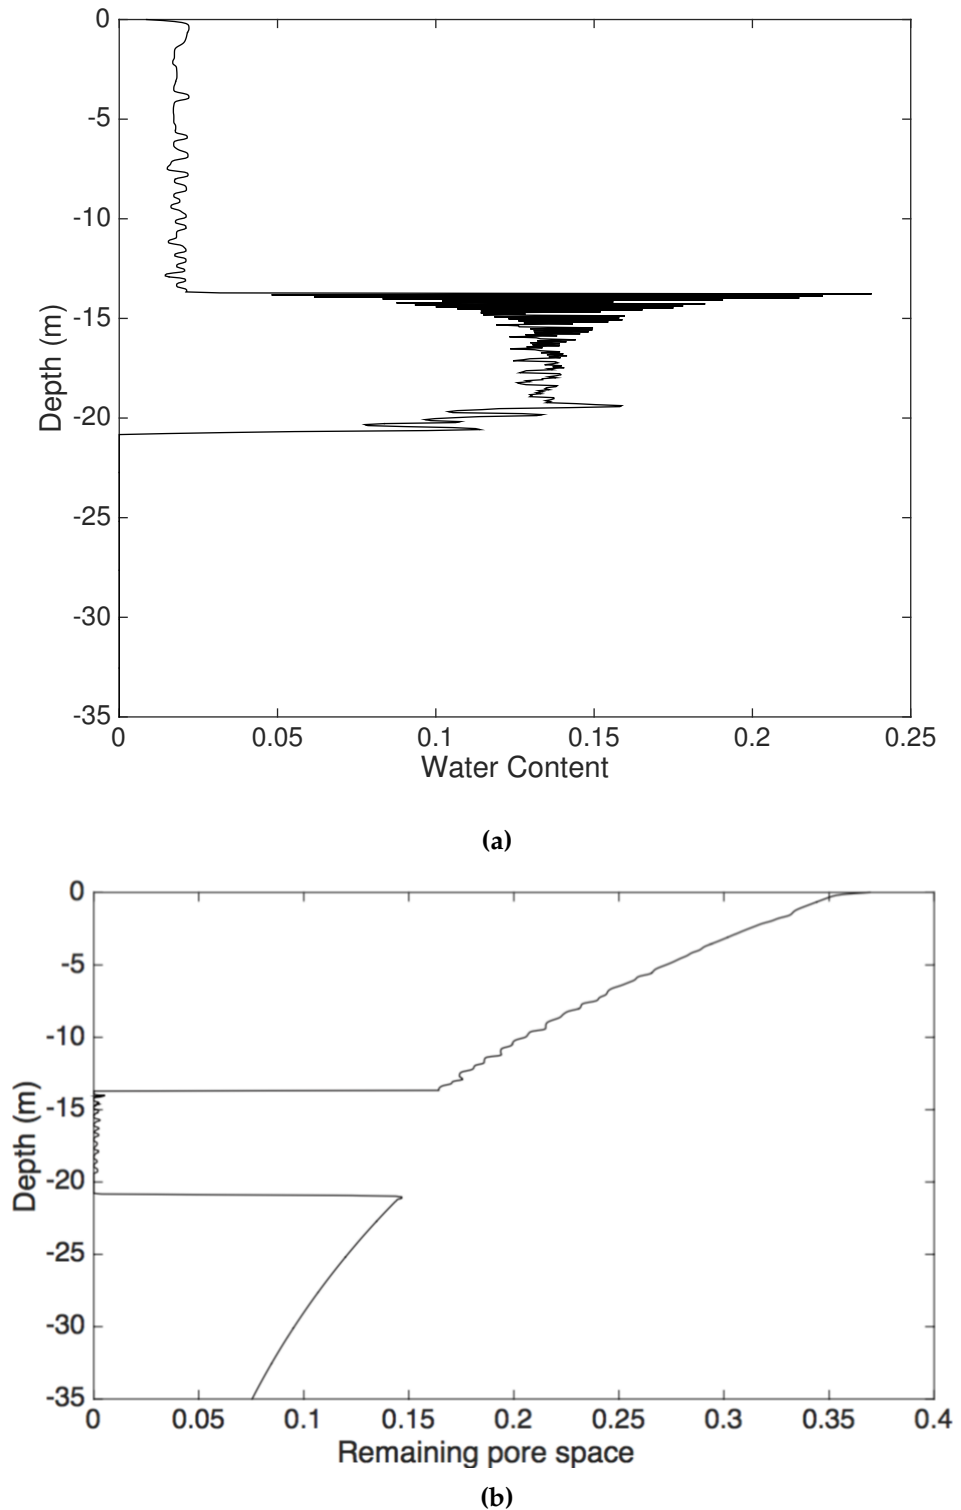 0
-5
-10
-15
-20
-25
-30
-35
Depth (m)
0 0.05 0.1 0.15 0.2 0.25
Water Content
(a)
0
-5
-10
-15
-20
-25
-30
-35
Depth (m)
0 0.05 0.1 0.15 0.2 0.25 0.3 0.35 0.4
Remaining pore space
(b)